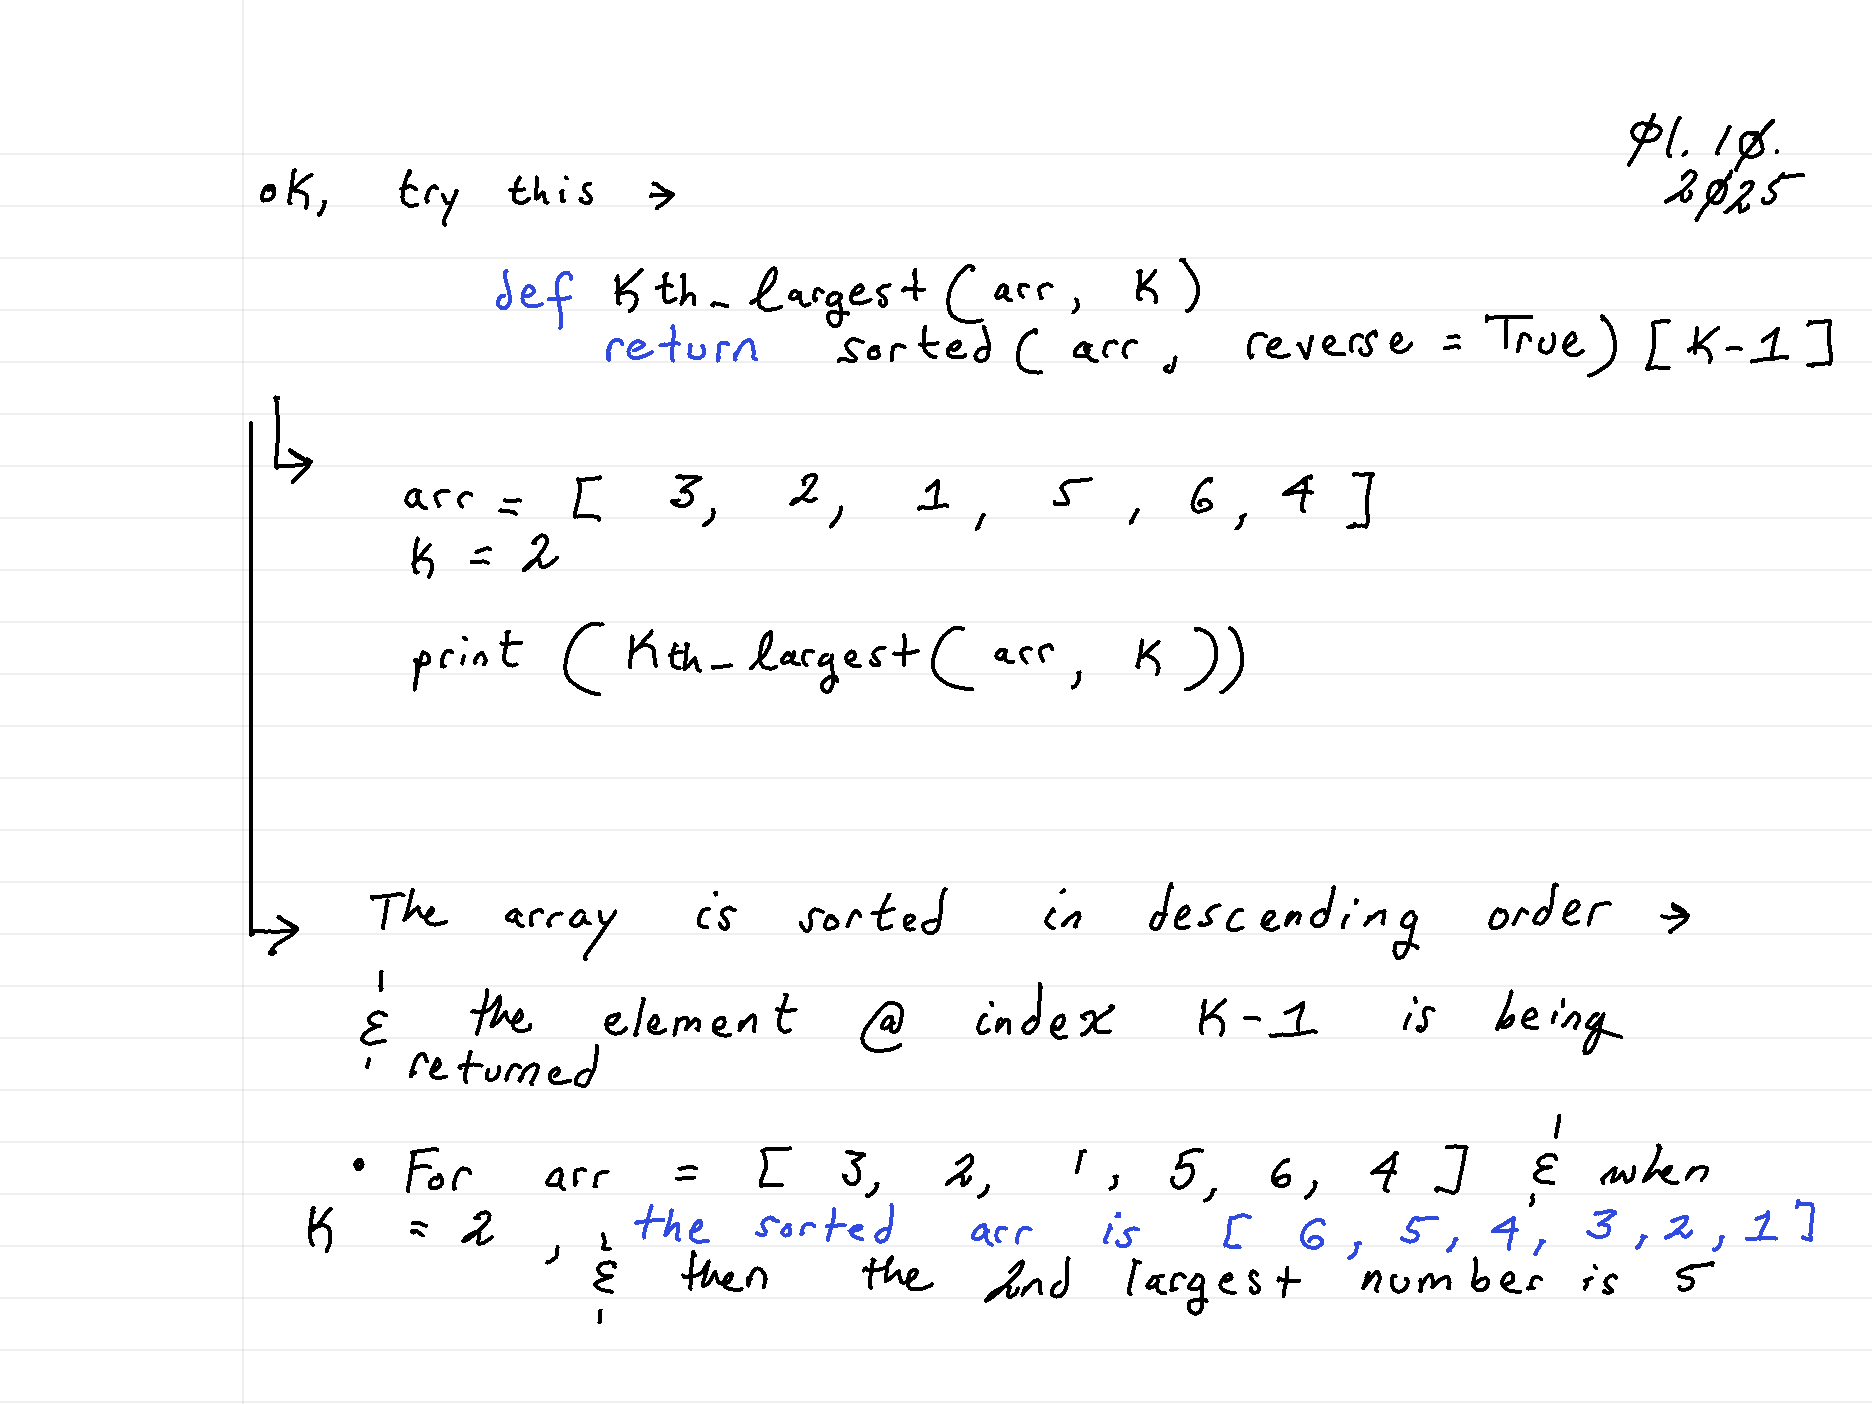 01.10.
2025
ok, try this →
def kth_largest(arr, k)
return sorted(arr, reverse = True)[k-1]
arr = [3, 2, 1, 5, 6, 4]
k = 2
print (kth_largest(arr, k))
The array is sorted in descending order →
& the element @ index k-1 is being
returned
• For arr = [3, 2, 1, 5, 6, 4] & when
k = 2, the sorted arr is [6, 5, 4, 3, 2, 1]
& then the 2nd largest number is 5